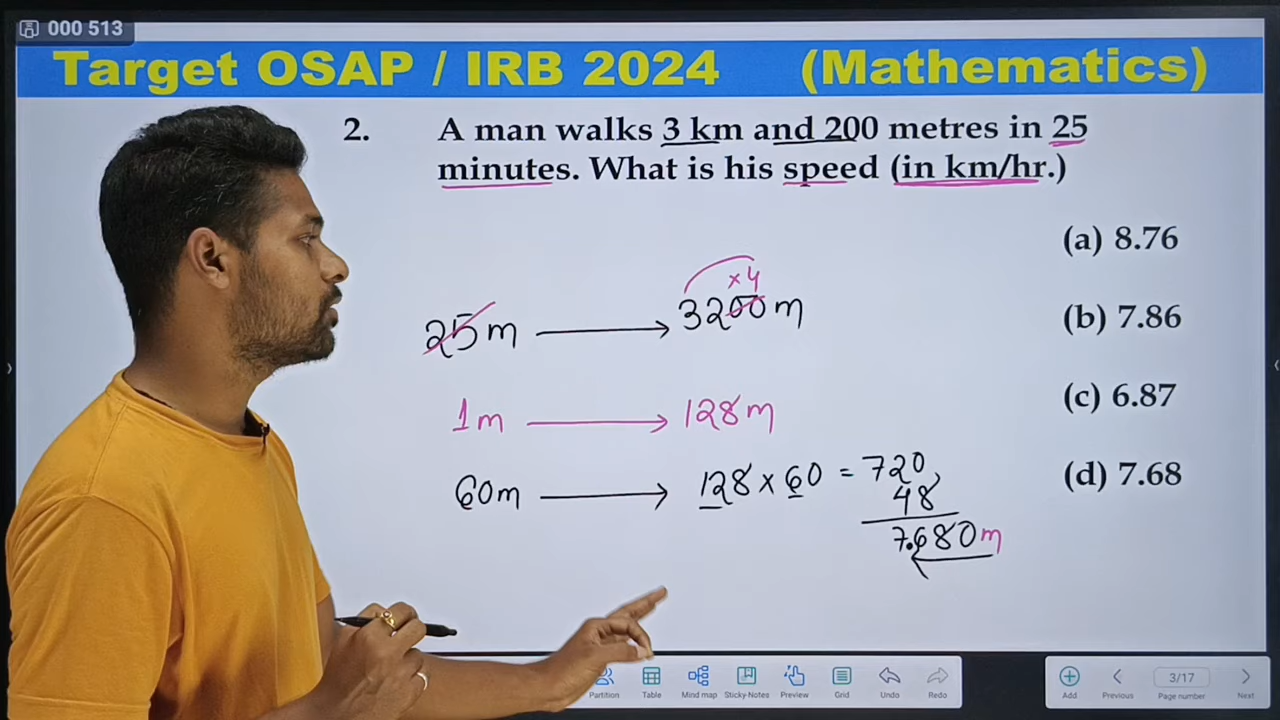 000 513
Target OSAP / IRB 2024 (Mathematics)
2. A man walks 3 km and 200 metres in 25
minutes. What is his speed (in km/hr.)
(a) 8.76
(b) 7.86
(c) 6.87
(d) 7.68
×4
25m → 3200m
1m → 128m
60m → 128 × 60 = 720
48
7.680m
Partition
Table
Mind map
Sticky-Notes
Preview
Grid
Undo
Redo
Add
Previous
3/17
Page number
Next